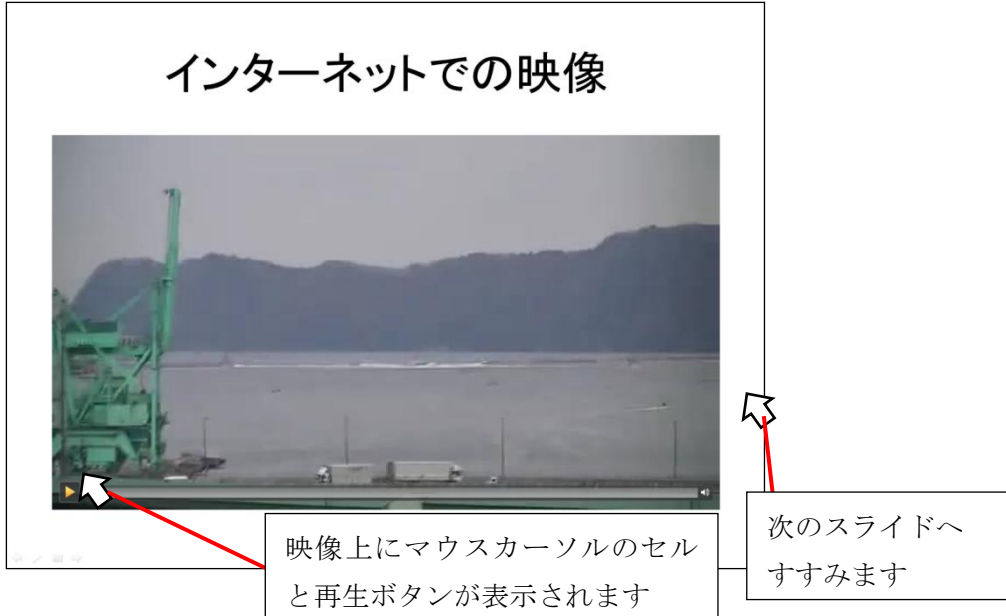 インターネットでの映像
映像上にマウスカーソルのセル
と再生ボタンが表示されます
次のスライドへ
すすみます